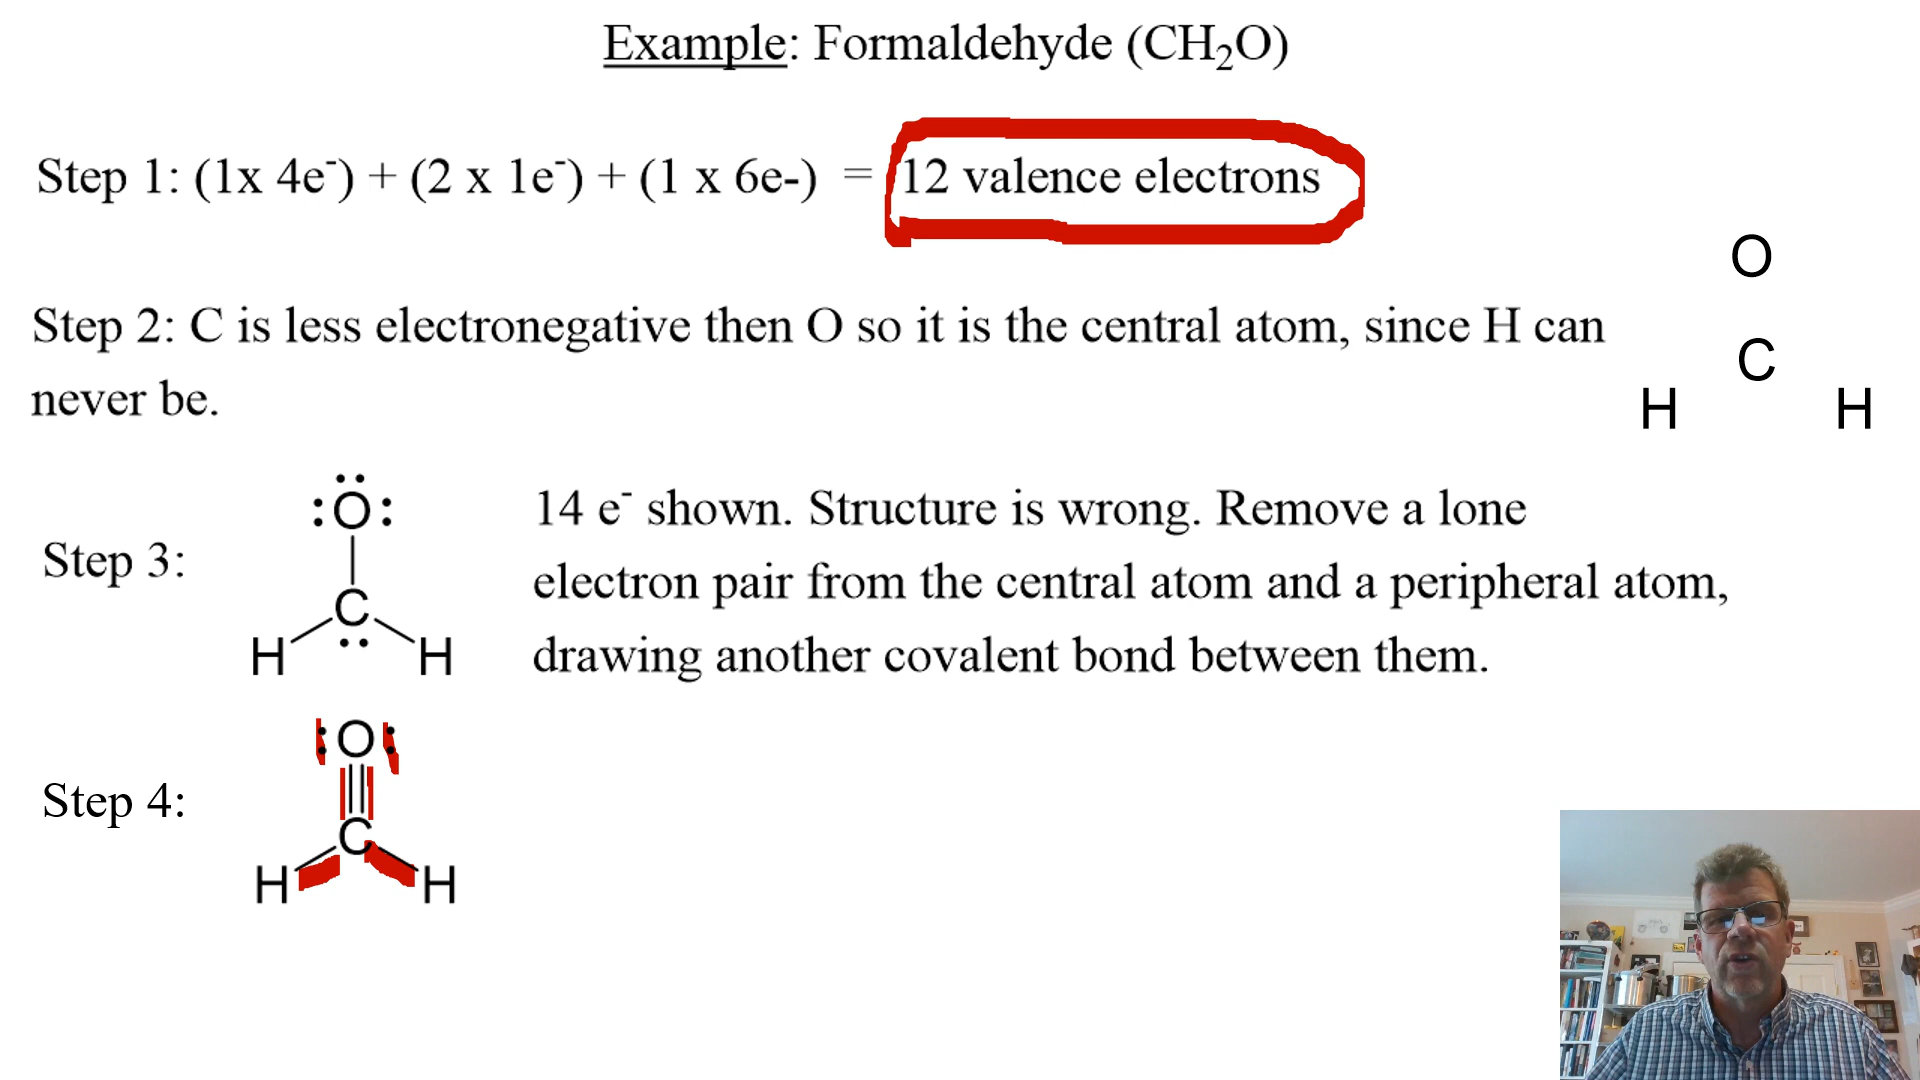 Example: Formaldehyde (CH₂O)
Step 1: (1x 4e⁻) + (2 x 1e⁻) + (1 x 6e-) = 12 valence electrons
O
Step 2: C is less electronegative then O so it is the central atom, since H can
never be.
C
H H
Step 3:
:O:
C
H H
14 e⁻ shown. Structure is wrong. Remove a lone
electron pair from the central atom and a peripheral atom,
drawing another covalent bond between them.
Step 4:
:O:
C
H H